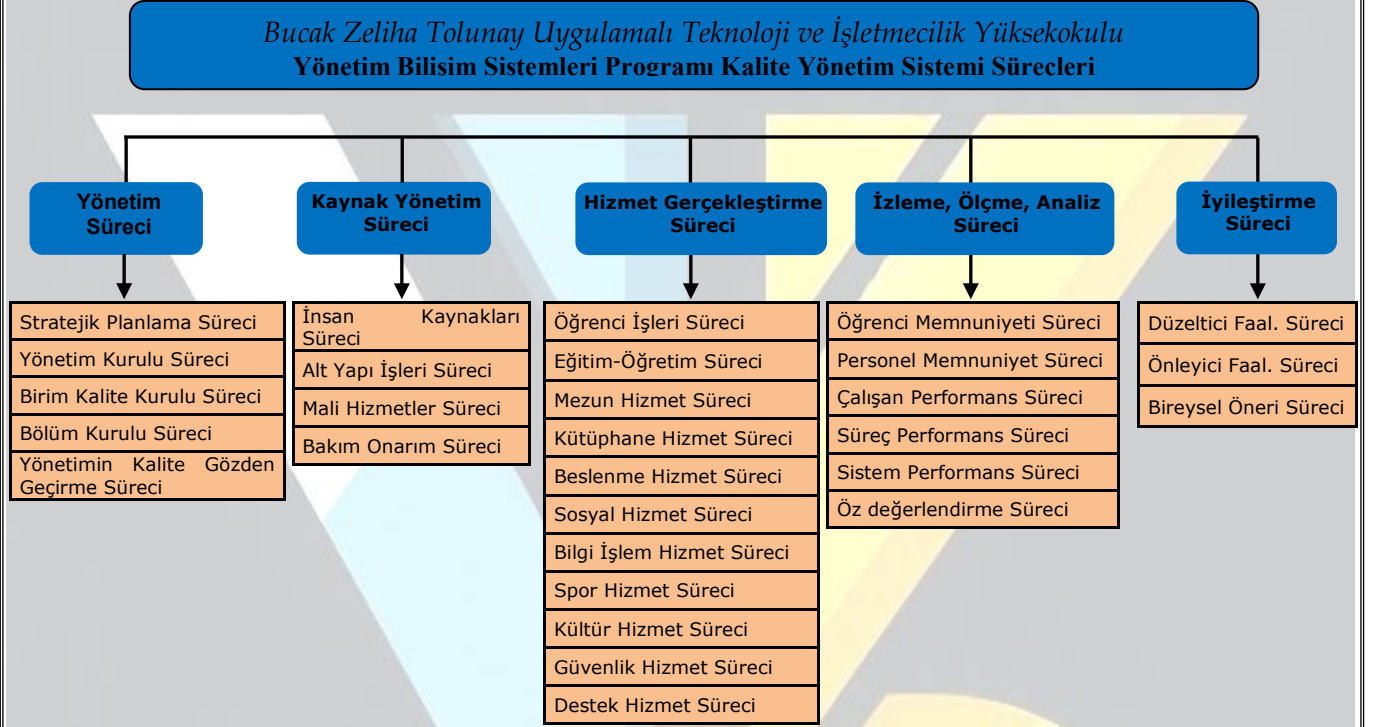 Bucak Zeliha Tolunay Uygulamalı Teknoloji ve İşletmecilik Yüksekokulu
Yönetim Bilişim Sistemleri Programı Kalite Yönetim Sistemi Süreçleri
Yönetim
Süreci
Stratejik Planlama Süreci
Yönetim Kurulu Süreci
Birim Kalite Kurulu Süreci
Bölüm Kurulu Süreci
Yönetimin Kalite Gözden
Geçirme Süreci
Kaynak Yönetim
Süreci
İnsan Kaynakları
Süreci
Alt Yapı İşleri Süreci
Mali Hizmetler Süreci
Bakım Onarım Süreci
Hizmet Gerçekleştirme
Süreci
Öğrenci İşleri Süreci
Eğitim-Öğretim Süreci
Mezun Hizmet Süreci
Kütüphane Hizmet Süreci
Beslenme Hizmet Süreci
Sosyal Hizmet Süreci
Bilgi İşlem Hizmet Süreci
Spor Hizmet Süreci
Kültür Hizmet Süreci
Güvenlik Hizmet Süreci
Destek Hizmet Süreci
İzleme, Ölçme, Analiz
Süreci
Öğrenci Memnuniyeti Süreci
Personel Memnuniyet Süreci
Çalışan Performans Süreci
Süreç Performans Süreci
Sistem Performans Süreci
Öz değerlendirme Süreci
İyileştirme
Süreci
Düzeltici Faal. Süreci
Önleyici Faal. Süreci
Bireysel Öneri Süreci